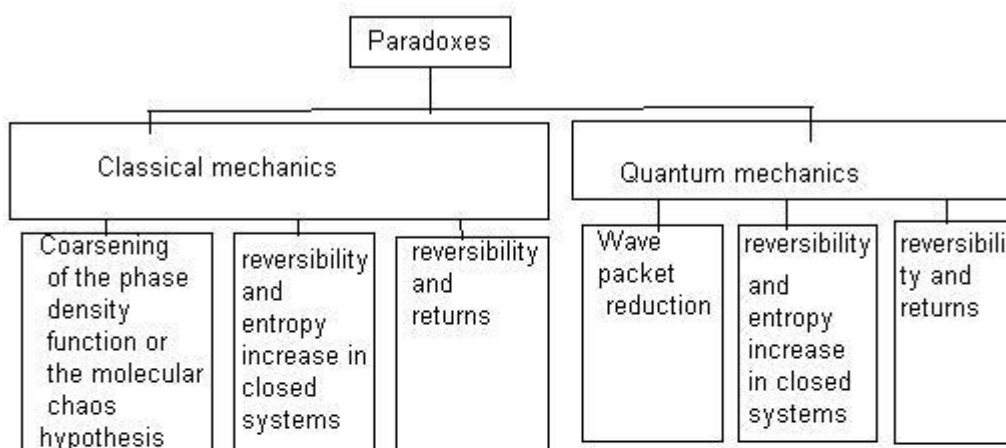 Paradoxes
Classical mechanics
Quantum mechanics
Coarsening
of the phase
density
function or
the molecular
chaos
hypothesis
reversibility
and
entropy
increase in
closed
systems
reversibility
and
returns
Wave
packet
reduction
reversibility
and
entropy
increase
in closed
systems
reversibili
ty and
returns